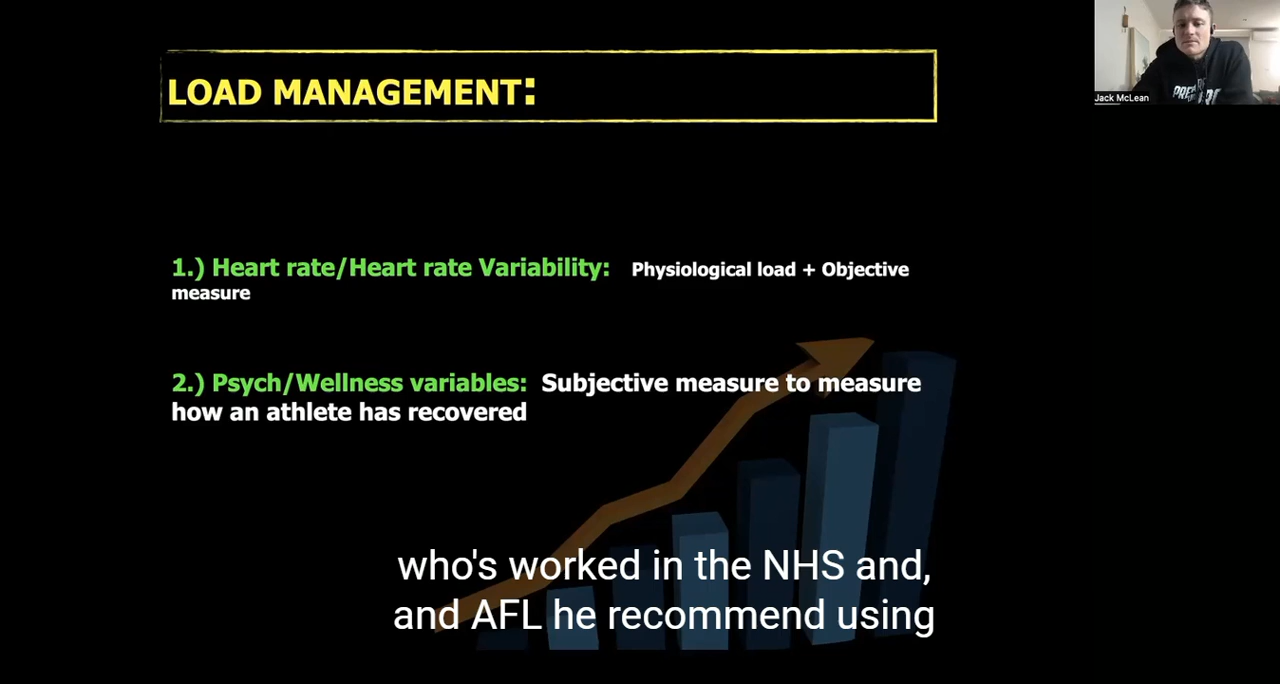 LOAD MANAGEMENT:
Jack McLean
1.) Heart rate/Heart rate Variability: Physiological load + Objective
measure
2.) Psych/Wellness variables: Subjective measure to measure
how an athlete has recovered
who's worked in the NHS and,
and AFL he recommend using